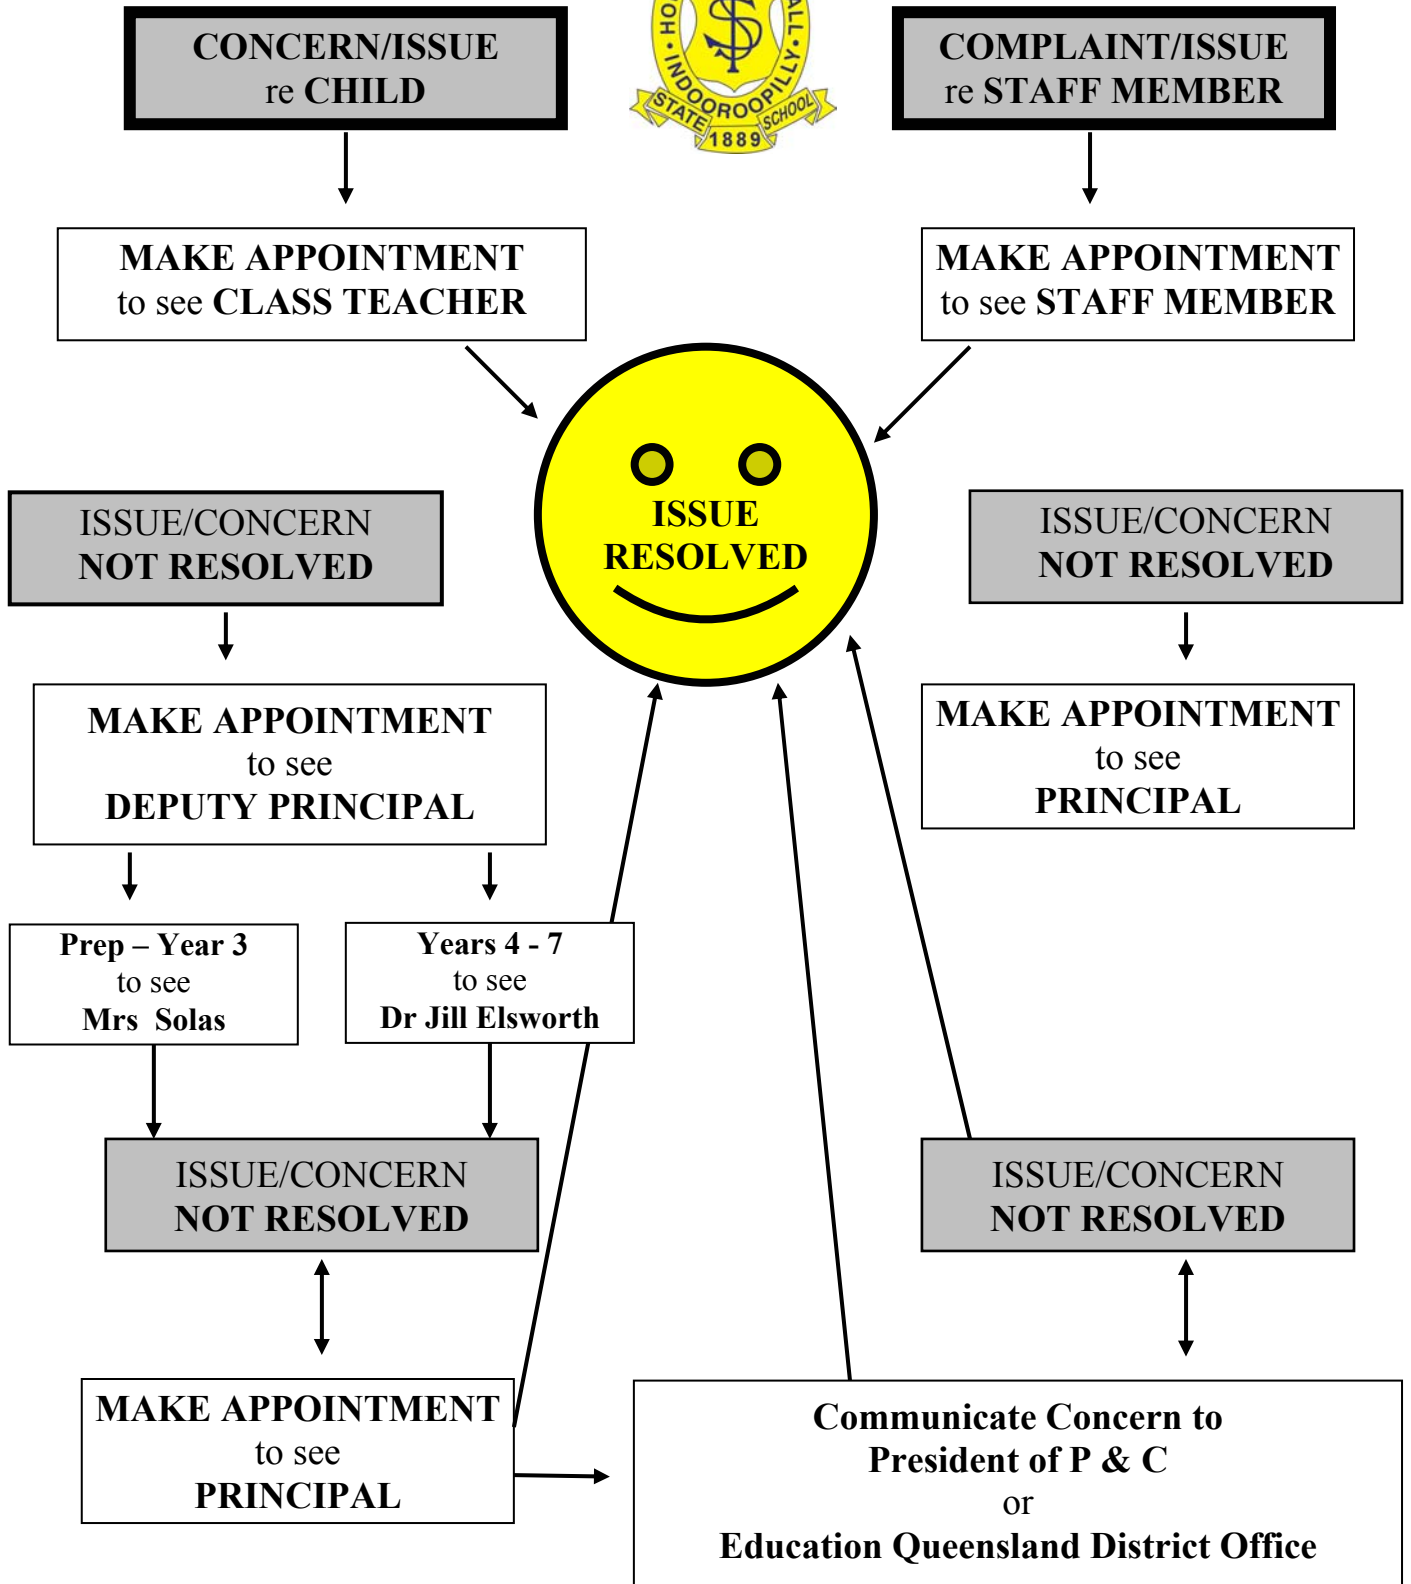 CONCERN/ISSUE
re CHILD
HO
ALL
• INDOOROOPILLY •
STATE
SCHOOL
1889
COMPLAINT/ISSUE
re STAFF MEMBER
MAKE APPOINTMENT
to see CLASS TEACHER
MAKE APPOINTMENT
to see STAFF MEMBER
ISSUE
RESOLVED
ISSUE/CONCERN
NOT RESOLVED
ISSUE/CONCERN
NOT RESOLVED
MAKE APPOINTMENT
to see
DEPUTY PRINCIPAL
MAKE APPOINTMENT
to see
PRINCIPAL
Prep – Year 3
to see
Mrs  Solas
Years 4 - 7
to see
Dr Jill Elsworth
ISSUE/CONCERN
NOT RESOLVED
ISSUE/CONCERN
NOT RESOLVED
MAKE APPOINTMENT
to see
PRINCIPAL
Communicate Concern to
President of P & C
or
Education Queensland District Office